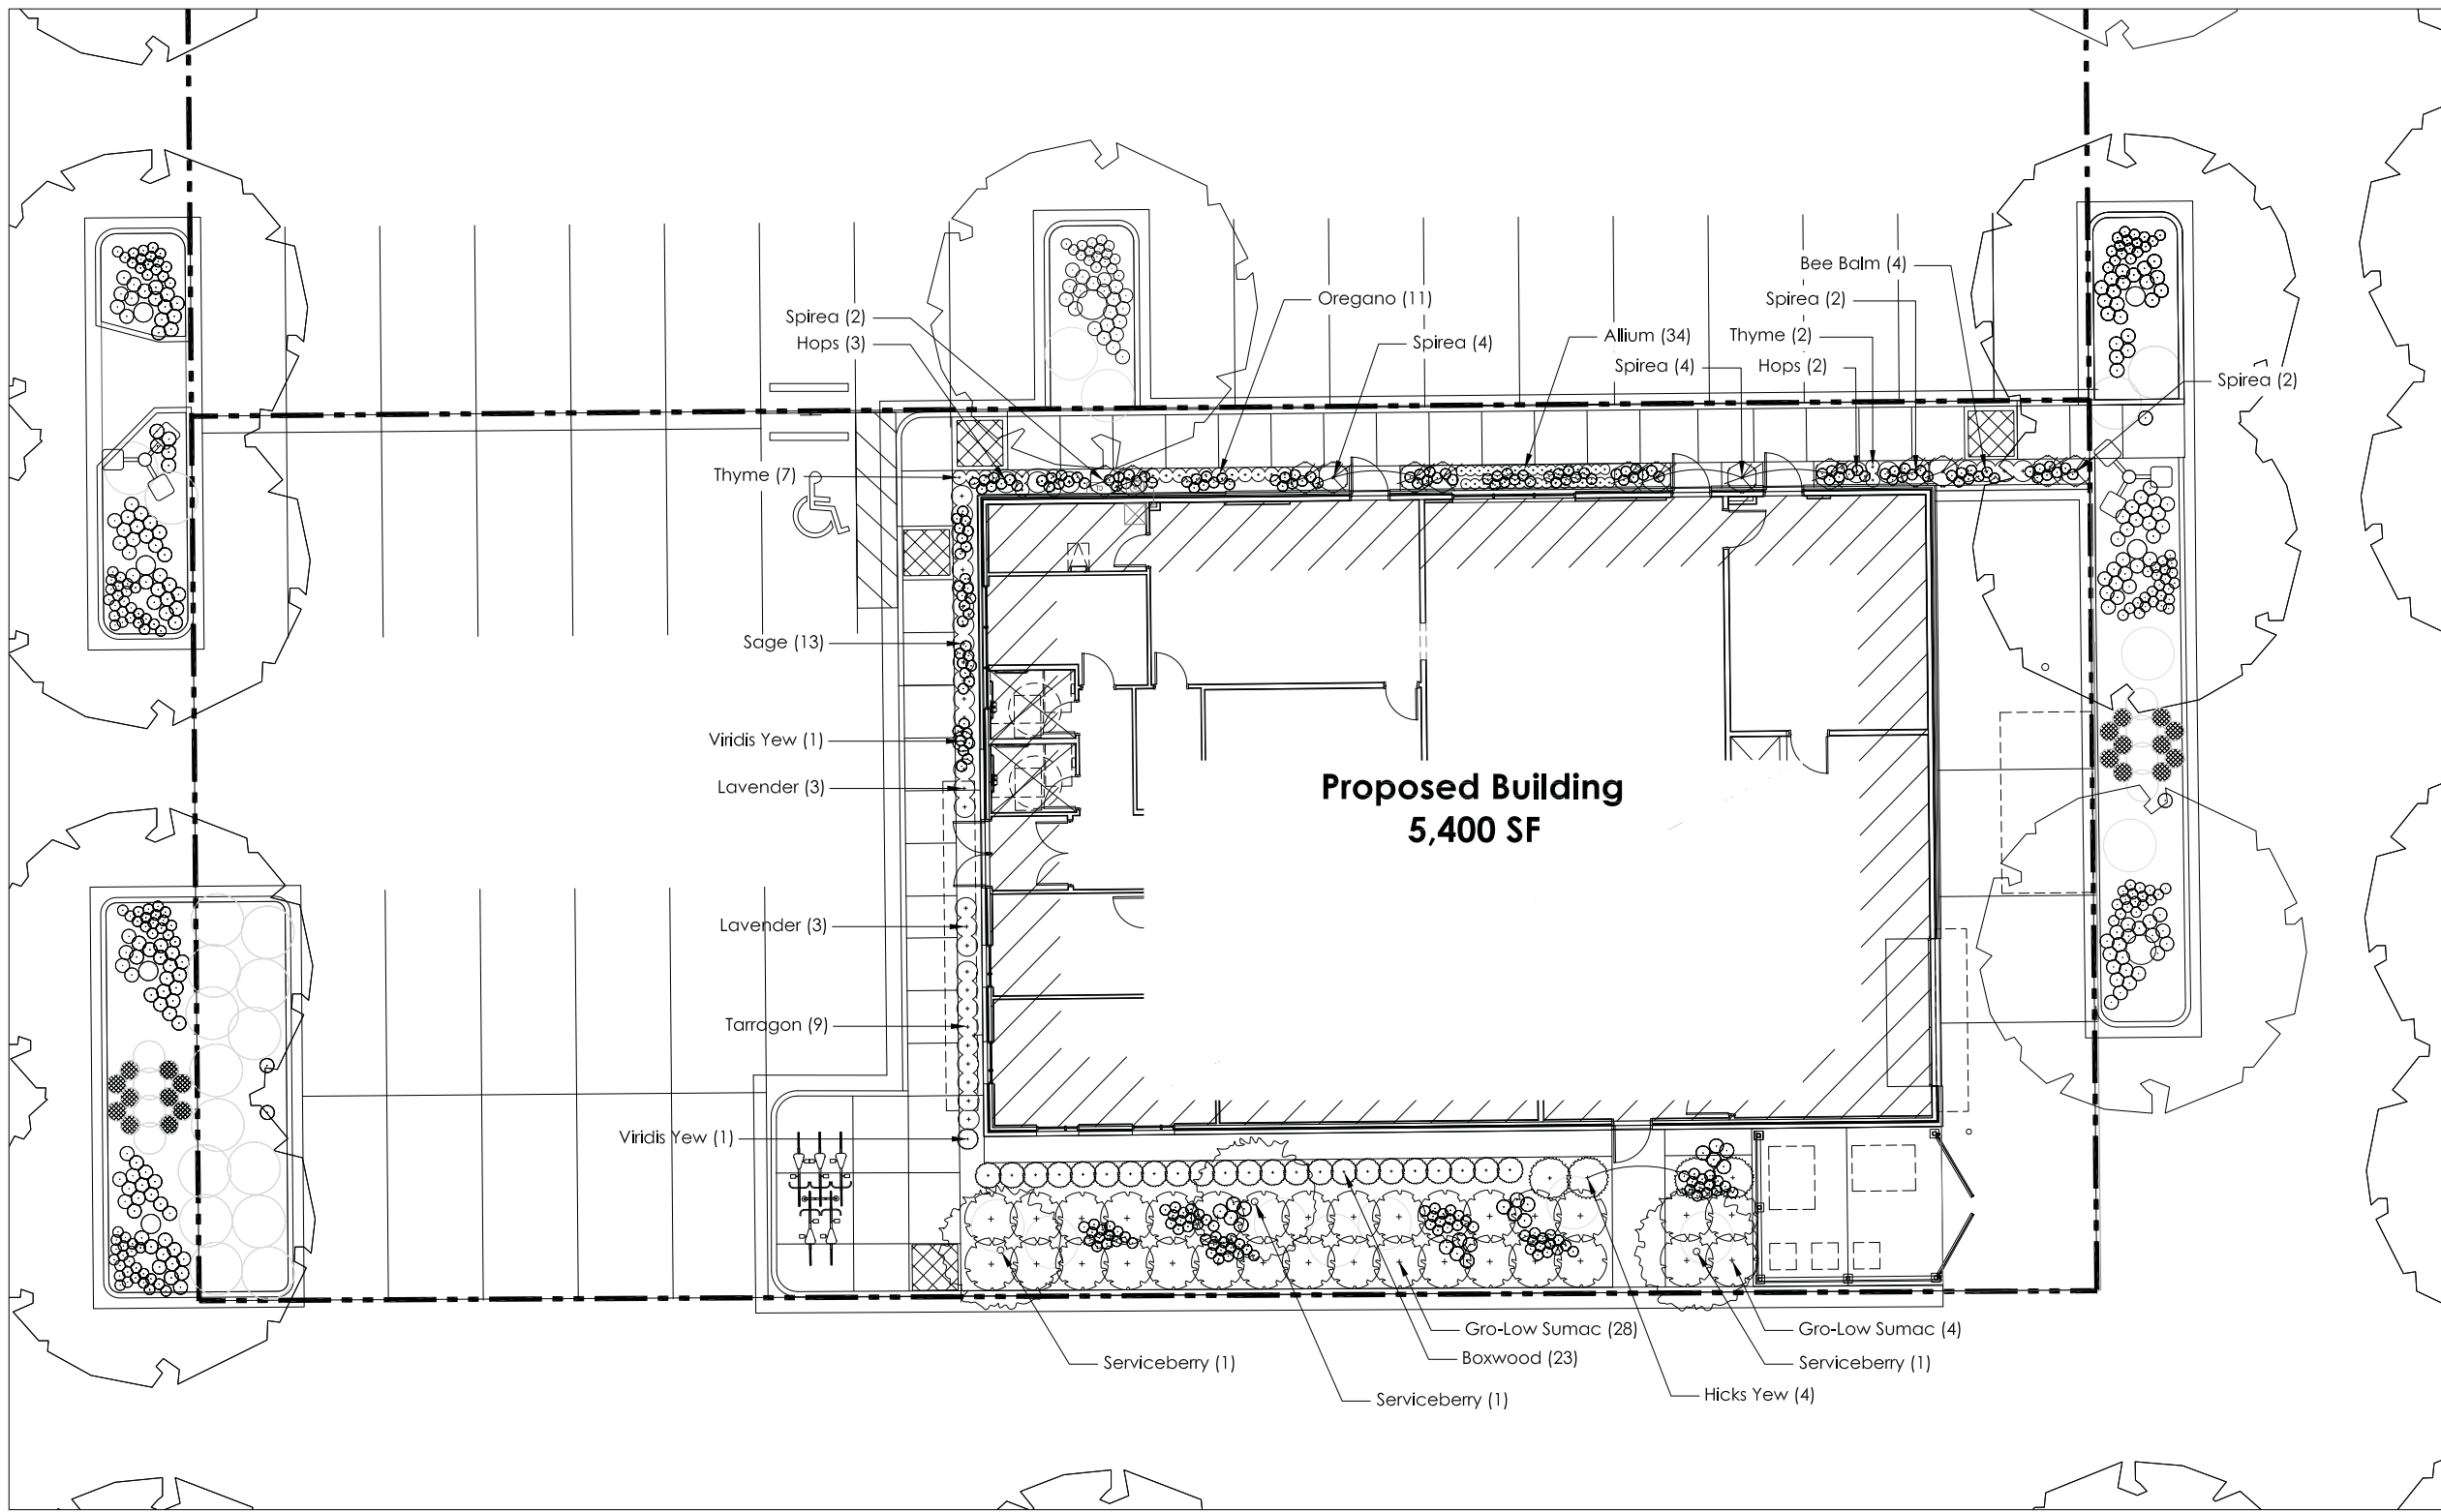 Bee Balm (4)
Oregano (11)
Spirea (2)
Spirea (2)
Allium (34)
Thyme (2)
Hops (3)
Spirea (4)
Spirea (4)
Hops (2)
Spirea (2)
Thyme (7)
Sage (13)
Viridis Yew (1)
Lavender (3)
Proposed Building
5,400 SF
Lavender (3)
Tarragon (9)
Viridis Yew (1)
Gro-Low Sumac (28)
Gro-Low Sumac (4)
Serviceberry (1)
Boxwood (23)
Serviceberry (1)
Serviceberry (1)
Hicks Yew (4)